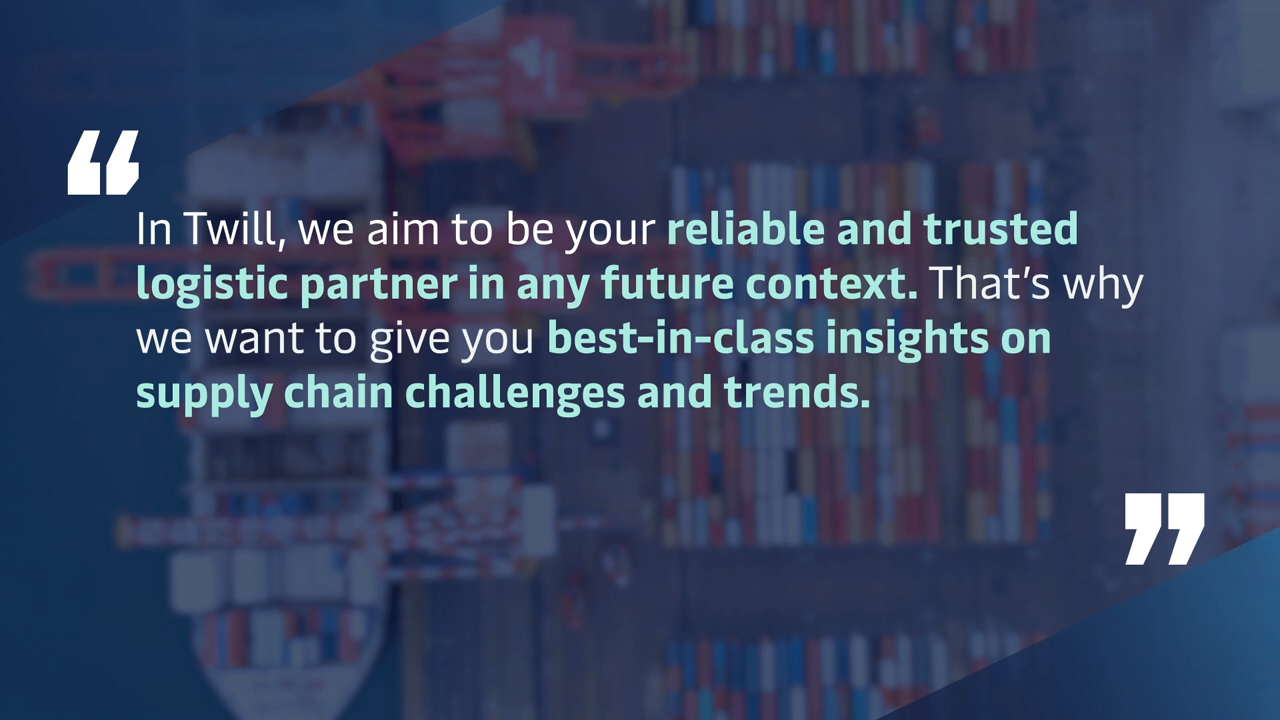 “
In Twill, we aim to be your reliable and trusted
logistic partner in any future context. That’s why
we want to give you best-in-class insights on
supply chain challenges and trends.
”